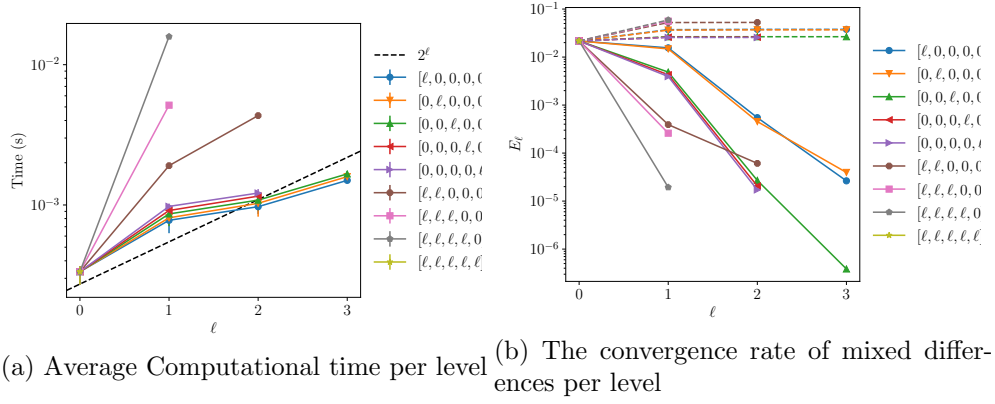 10⁻²
10⁻³
Time (s)
0
1
2
3
ℓ
2^ℓ
[ℓ, 0, 0, 0, 0
[0, ℓ, 0, 0, 0
[0, 0, ℓ, 0, 0
[0, 0, 0, ℓ, 0
[0, 0, 0, 0, ℓ
[ℓ, ℓ, 0, 0, 0
[ℓ, ℓ, ℓ, 0, 0
[ℓ, ℓ, ℓ, ℓ, 0
[ℓ, ℓ, ℓ, ℓ, ℓ]
(a) Average Computational time per level
10⁻¹
10⁻²
10⁻³
10⁻⁴
10⁻⁵
10⁻⁶
E_ℓ
0
1
2
3
ℓ
[ℓ, 0, 0, 0, 0
[0, ℓ, 0, 0, 0
[0, 0, ℓ, 0, 0
[0, 0, 0, ℓ, 0
[0, 0, 0, 0, ℓ
[ℓ, ℓ, 0, 0, 0
[ℓ, ℓ, ℓ, 0, 0
[ℓ, ℓ, ℓ, ℓ, 0
[ℓ, ℓ, ℓ, ℓ, ℓ]
(b) The convergence rate of mixed differ-
ences per level